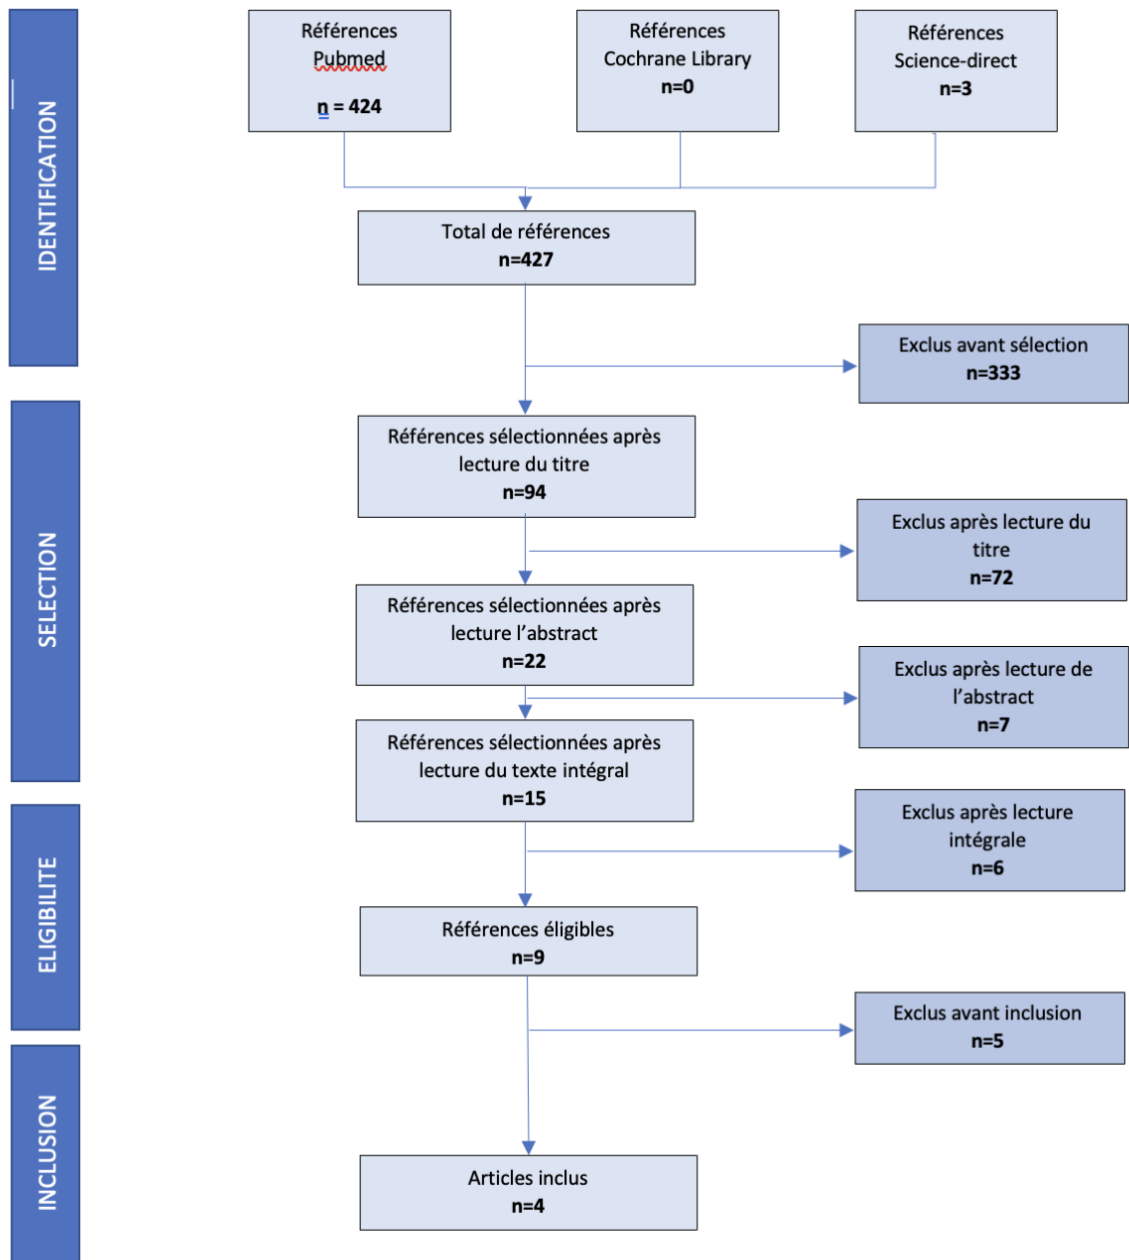 IDENTIFICATION
Références
Pubmed
n = 424
Références
Cochrane Library
n=0
Références
Science-direct
n=3
Total de références
n=427
Exclus avant sélection
n=333
SELECTION
Références sélectionnées après
lecture du titre
n=94
Exclus après lecture du
titre
n=72
Références sélectionnées après
lecture l’abstract
n=22
Exclus après lecture de
l’abstract
n=7
Références sélectionnées après
lecture du texte intégral
n=15
ELIGIBILITE
Exclus après lecture
intégrale
n=6
Références éligibles
n=9
Exclus avant inclusion
n=5
INCLUSION
Articles inclus
n=4